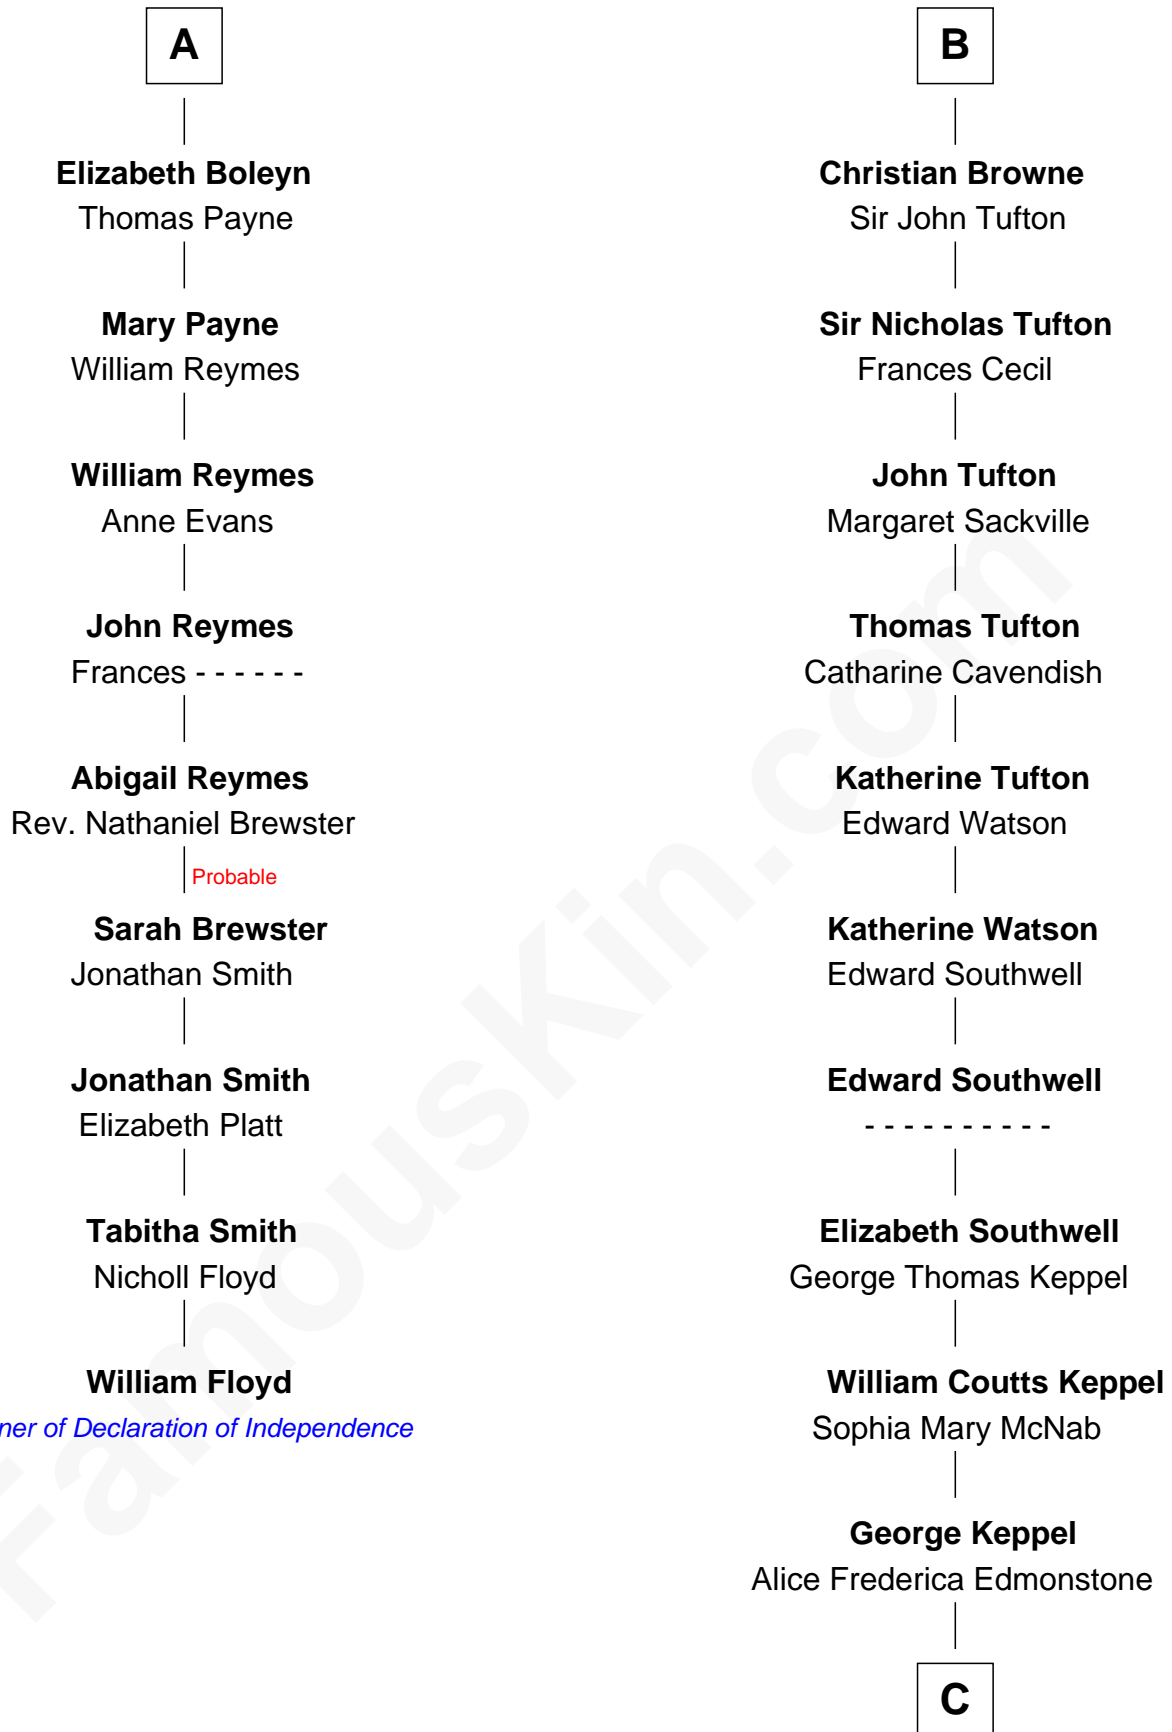 A
Elizabeth Boleyn
Thomas Payne
Mary Payne
William Reymes
William Reymes
Anne Evans
John Reymes
Frances - - - - - -
Abigail Reymes
Rev. Nathaniel Brewster
Probable
Sarah Brewster
Jonathan Smith
Jonathan Smith
Elizabeth Platt
Tabitha Smith
Nicholl Floyd
William Floyd
ner of Declaration of Independence
B
Christian Browne
Sir John Tufton
Sir Nicholas Tufton
Frances Cecil
John Tufton
Margaret Sackville
Thomas Tufton
Catharine Cavendish
Katherine Tufton
Edward Watson
Katherine Watson
Edward Southwell
Edward Southwell
- - - - - - - - - -
Elizabeth Southwell
George Thomas Keppel
William Coutts Keppel
Sophia Mary McNab
George Keppel
Alice Frederica Edmonstone
C
FamousKin.com